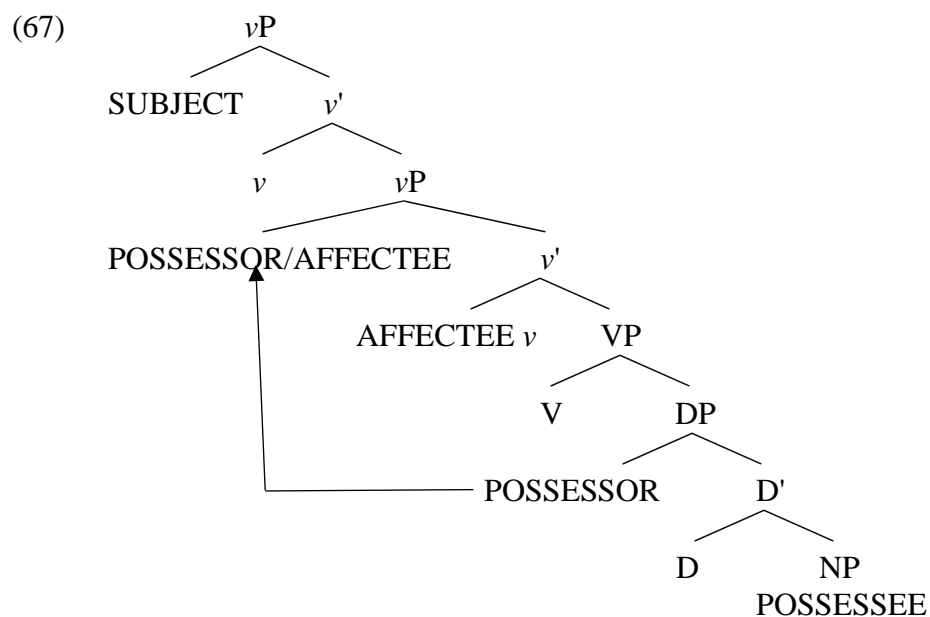 (67) vP
SUBJECT v'
v vP
POSSESSOR/AFFECTEE v'
AFFECTEE v VP
V DP
POSSESSOR D'
D NP
POSSESSEE